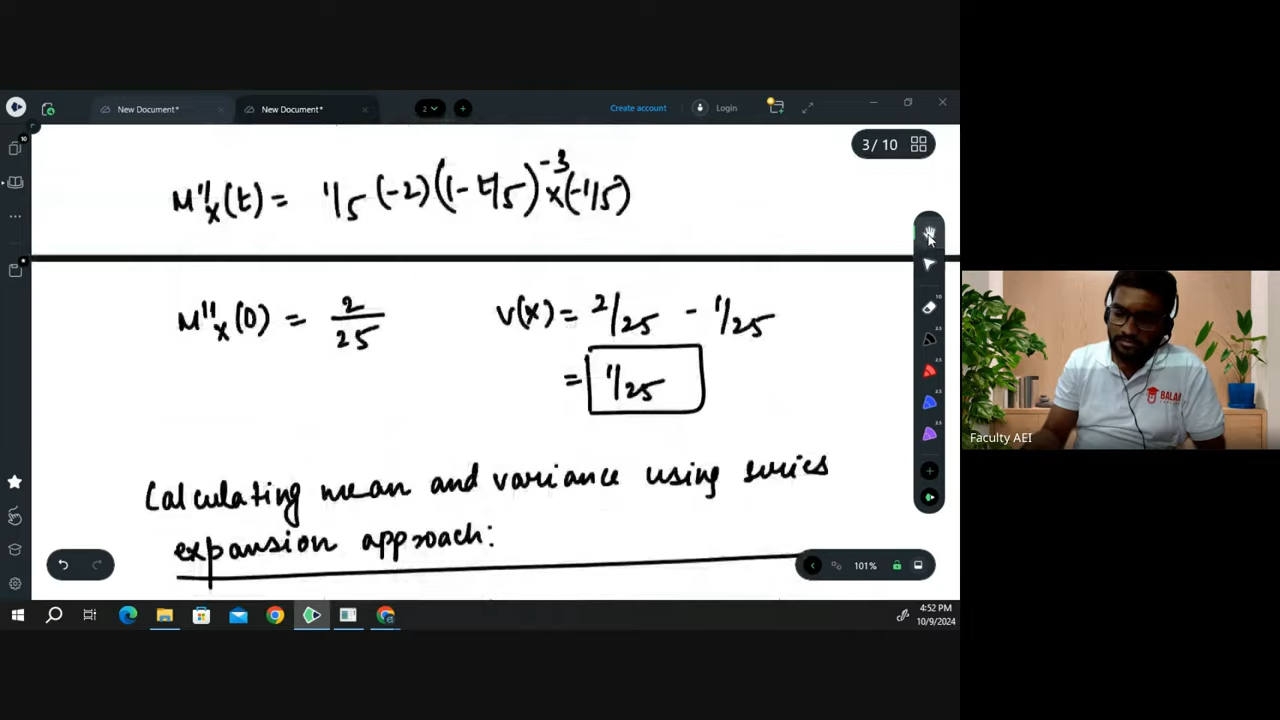 New Document*
New Document*
2
Create account
Login
3/ 10
M''x(t) = 1/5 (-2) (1- t/5)^-3 x (-1/5)
M''x(0) = 2/25
V(x) = 2/25 - 1/25
= 1/25
Calculating mean and variance using series
expansion approach:
101%
BALAJI
Faculty AEI
4:52 PM
10/9/2024